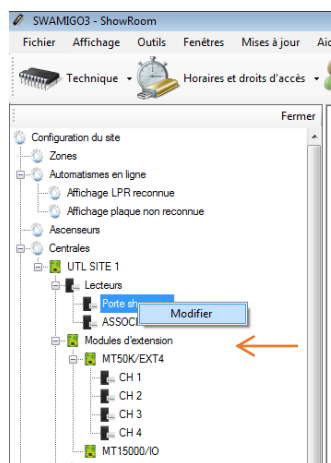 SWAMIGO3 - ShowRoom
Fichier Affichage Outils Fenêtres Mises à jour
Technique Horaires et droits d'accès
Fermer
Configuration du site
Zones
Automatismes en ligne
Affichage LPR reconnue
Affichage plaque non reconnue
Ascenseurs
Centrales
UTL SITE 1
Lecteurs
Porte
Modifier
Modules d'extension
MT50K/EXT4
CH 1
CH 2
CH 3
CH 4
MT15000/IO